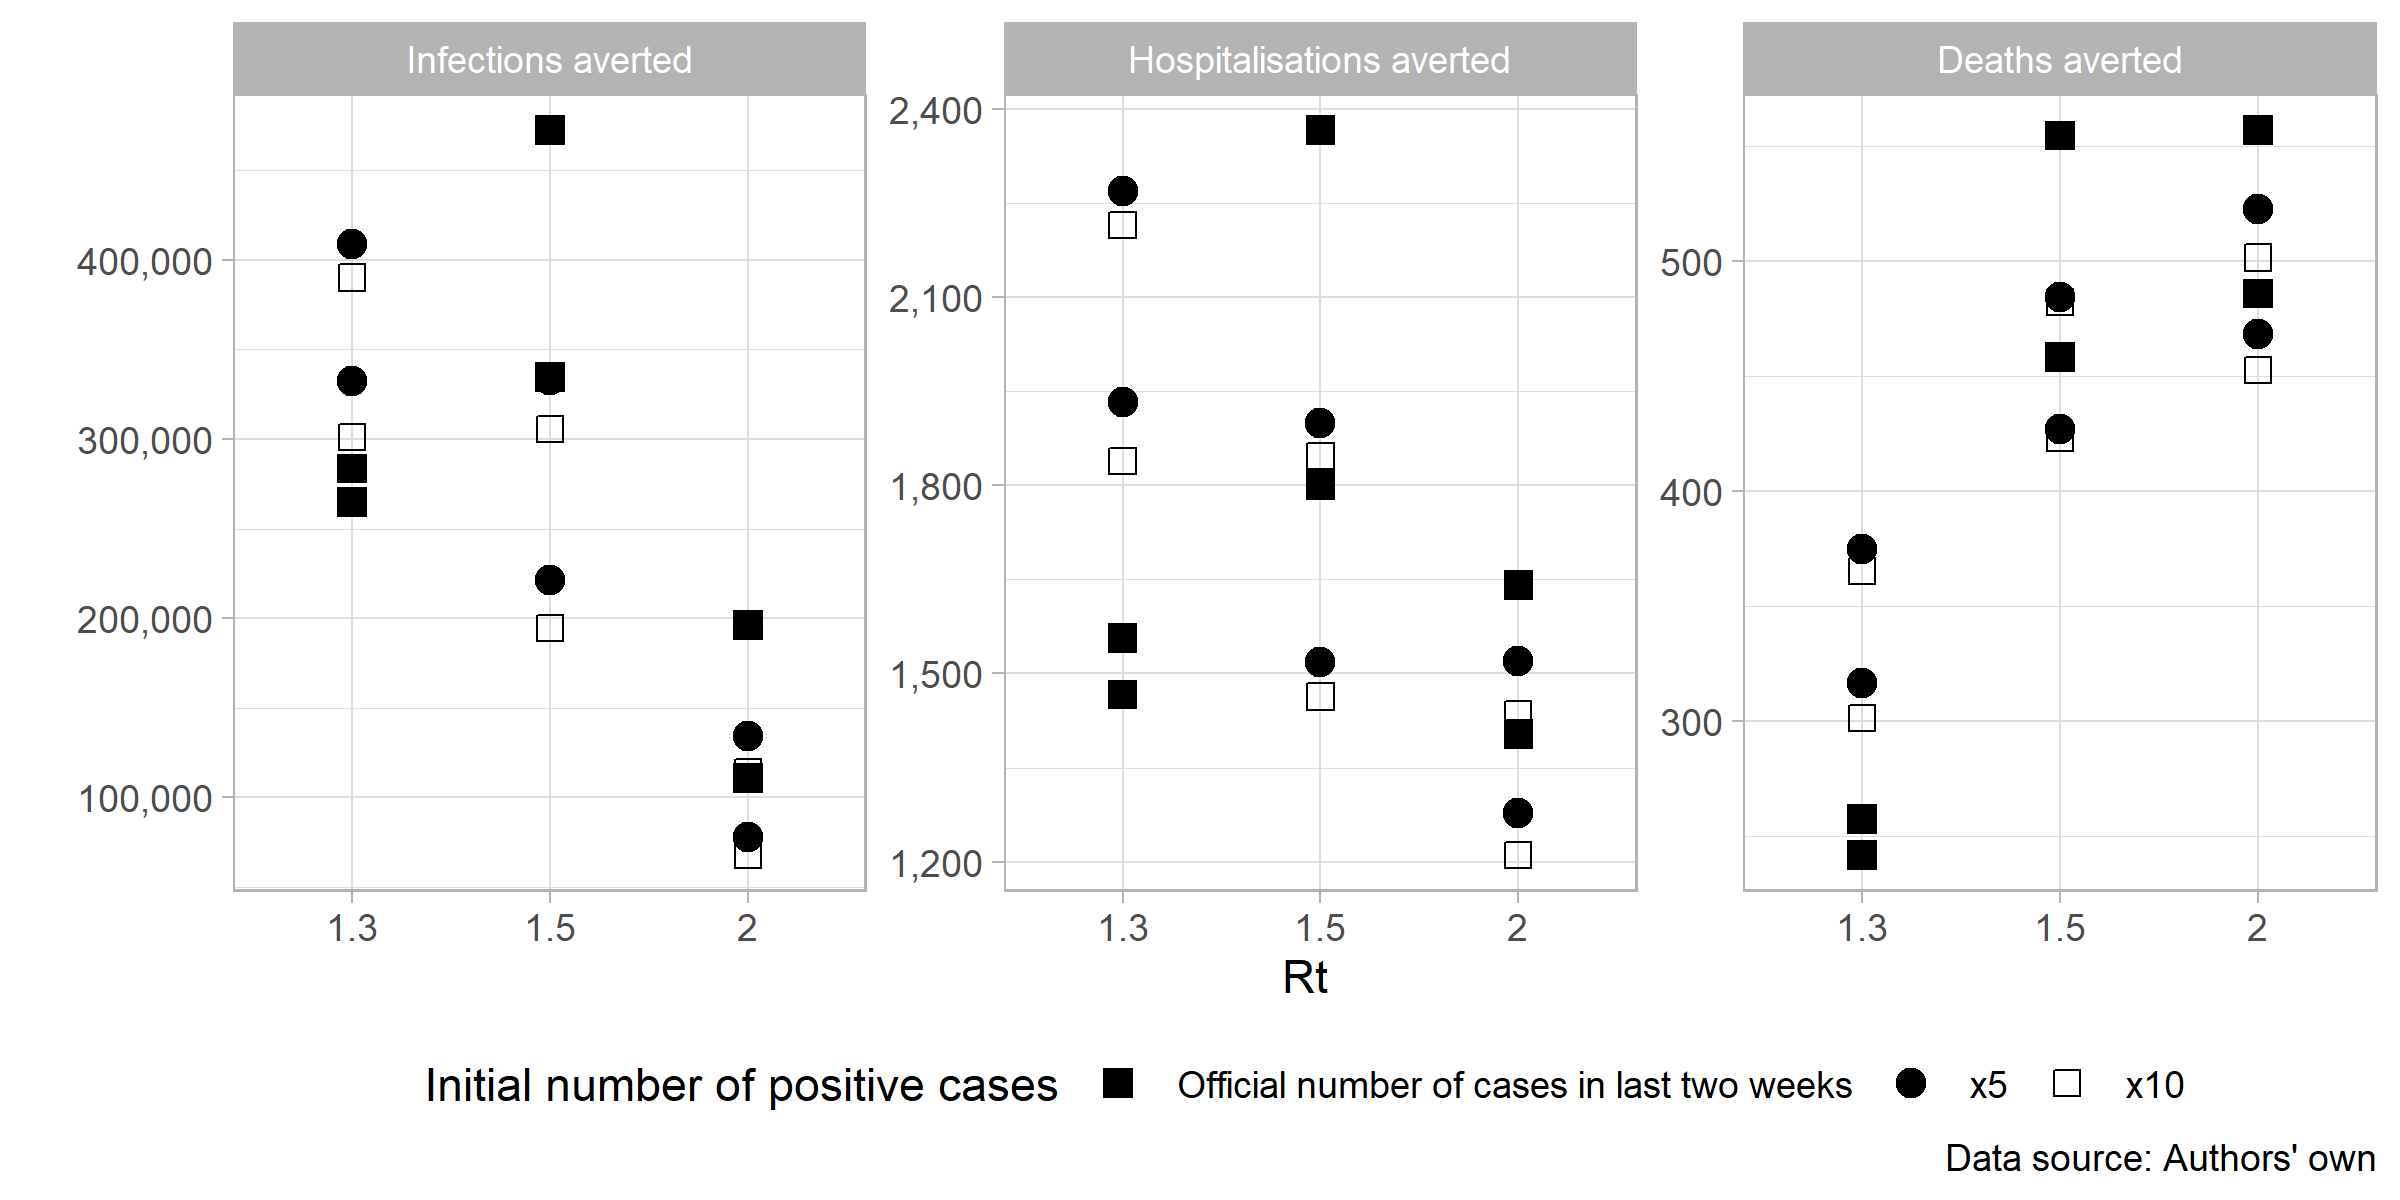 Infections averted
Hospitalisations averted
Deaths averted
400,000
300,000
200,000
100,000
2,400
2,100
1,800
1,500
1,200
500
400
300
1.3 1.5 2
1.3 1.5 2
1.3 1.5 2
Rt
Initial number of positive cases Official number of cases in last two weeks x5 x10
Data source: Authors' own